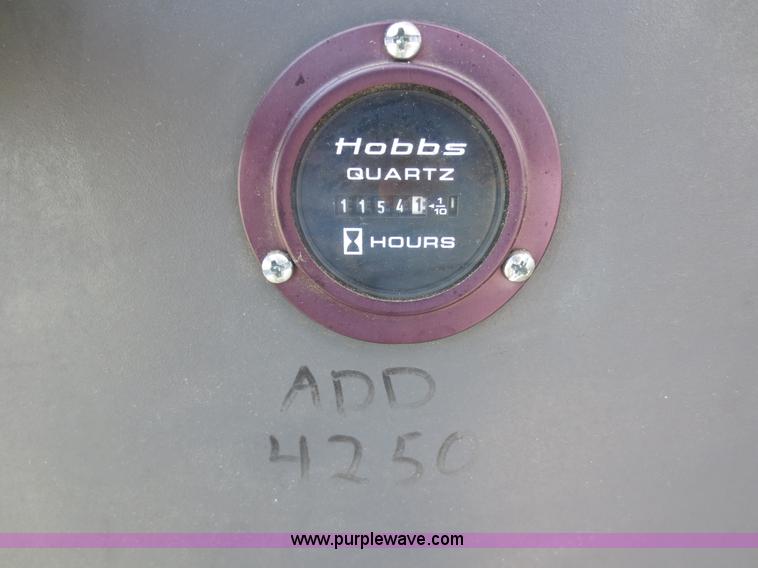 Hobbs
QUARTZ
11541 ◂1/10
HOURS
ADD
4250
www.purplewave.com